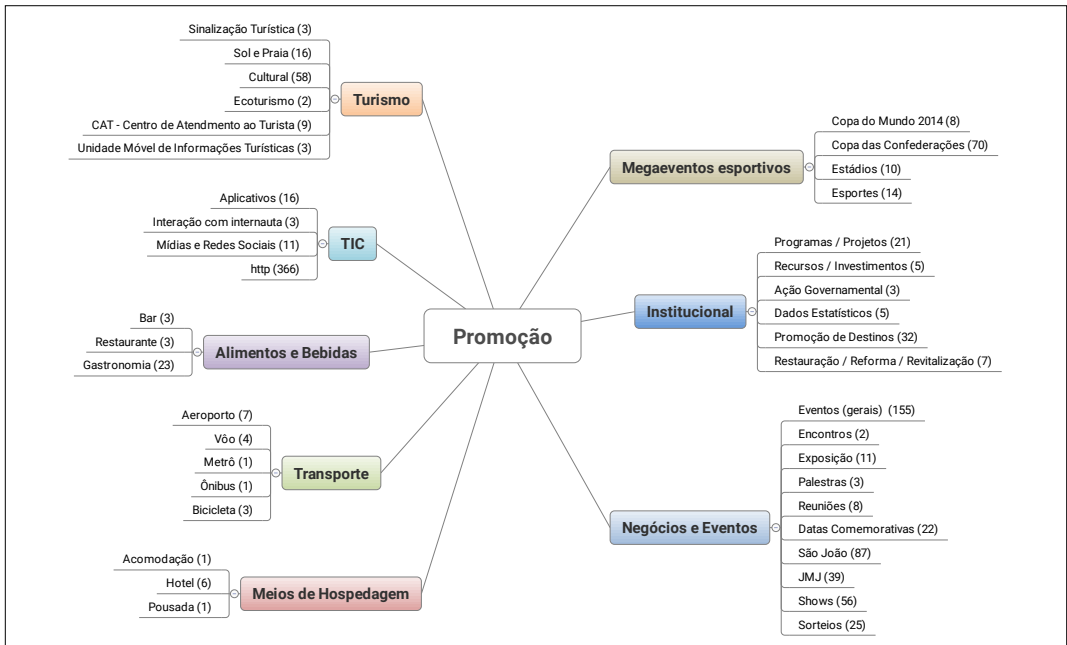 Promoção
Turismo
Sinalização Turística (3)
Sol e Praia (16)
Cultural (58)
Ecoturismo (2)
CAT - Centro de Atendmento ao Turista (9)
Unidade Móvel de Informações Turísticas (3)
TIC
Aplicativos (16)
Interação com internauta (3)
Mídias e Redes Sociais (11)
http (366)
Alimentos e Bebidas
Bar (3)
Restaurante (3)
Gastronomia (23)
Transporte
Aeroporto (7)
Vôo (4)
Metrô (1)
Ônibus (1)
Bicicleta (3)
Meios de Hospedagem
Acomodação (1)
Hotel (6)
Pousada (1)
Megaeventos esportivos
Copa do Mundo 2014 (8)
Copa das Confederações (70)
Estádios (10)
Esportes (14)
Institucional
Programas / Projetos (21)
Recursos / Investimentos (5)
Ação Governamental (3)
Dados Estatísticos (5)
Promoção de Destinos (32)
Restauração / Reforma / Revitalização (7)
Negócios e Eventos
Eventos (gerais) (155)
Encontros (2)
Exposição (11)
Palestras (3)
Reuniões (8)
Datas Comemorativas (22)
São João (87)
JMJ (39)
Shows (56)
Sorteios (25)